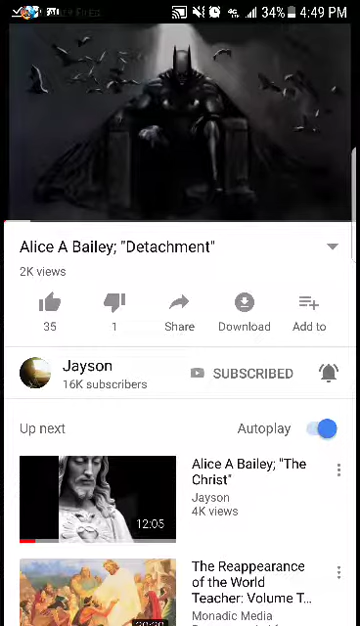 4G 34% 4:49 PM
Alice A Bailey; "Detachment"
2K views
35
1
Share
Download
Add to
Jayson
16K subscribers
SUBSCRIBED
Up next
Autoplay
12:05
Alice A Bailey; "The
Christ"
Jayson
4K views
The Reappearance
of the World
Teacher: Volume T...
Monadic Media